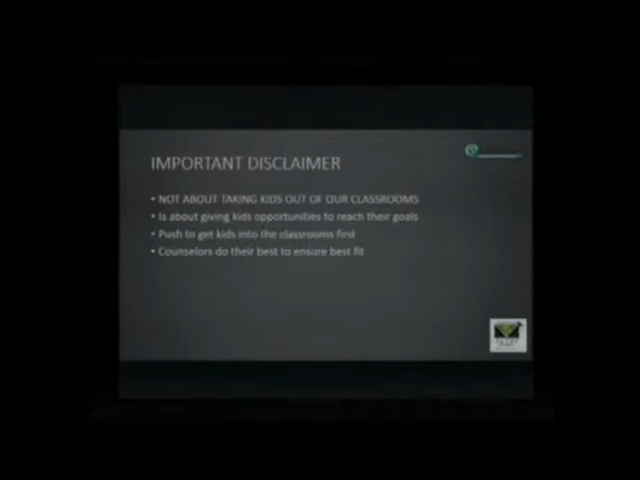 IMPORTANT DISCLAIMER
• NOT ABOUT TAKING KIDS OUT OF OUR CLASSROOMS
• Is about giving kids opportunities to reach their goals
• Push to get kids into the classrooms first
• Counselors do their best to ensure best fit